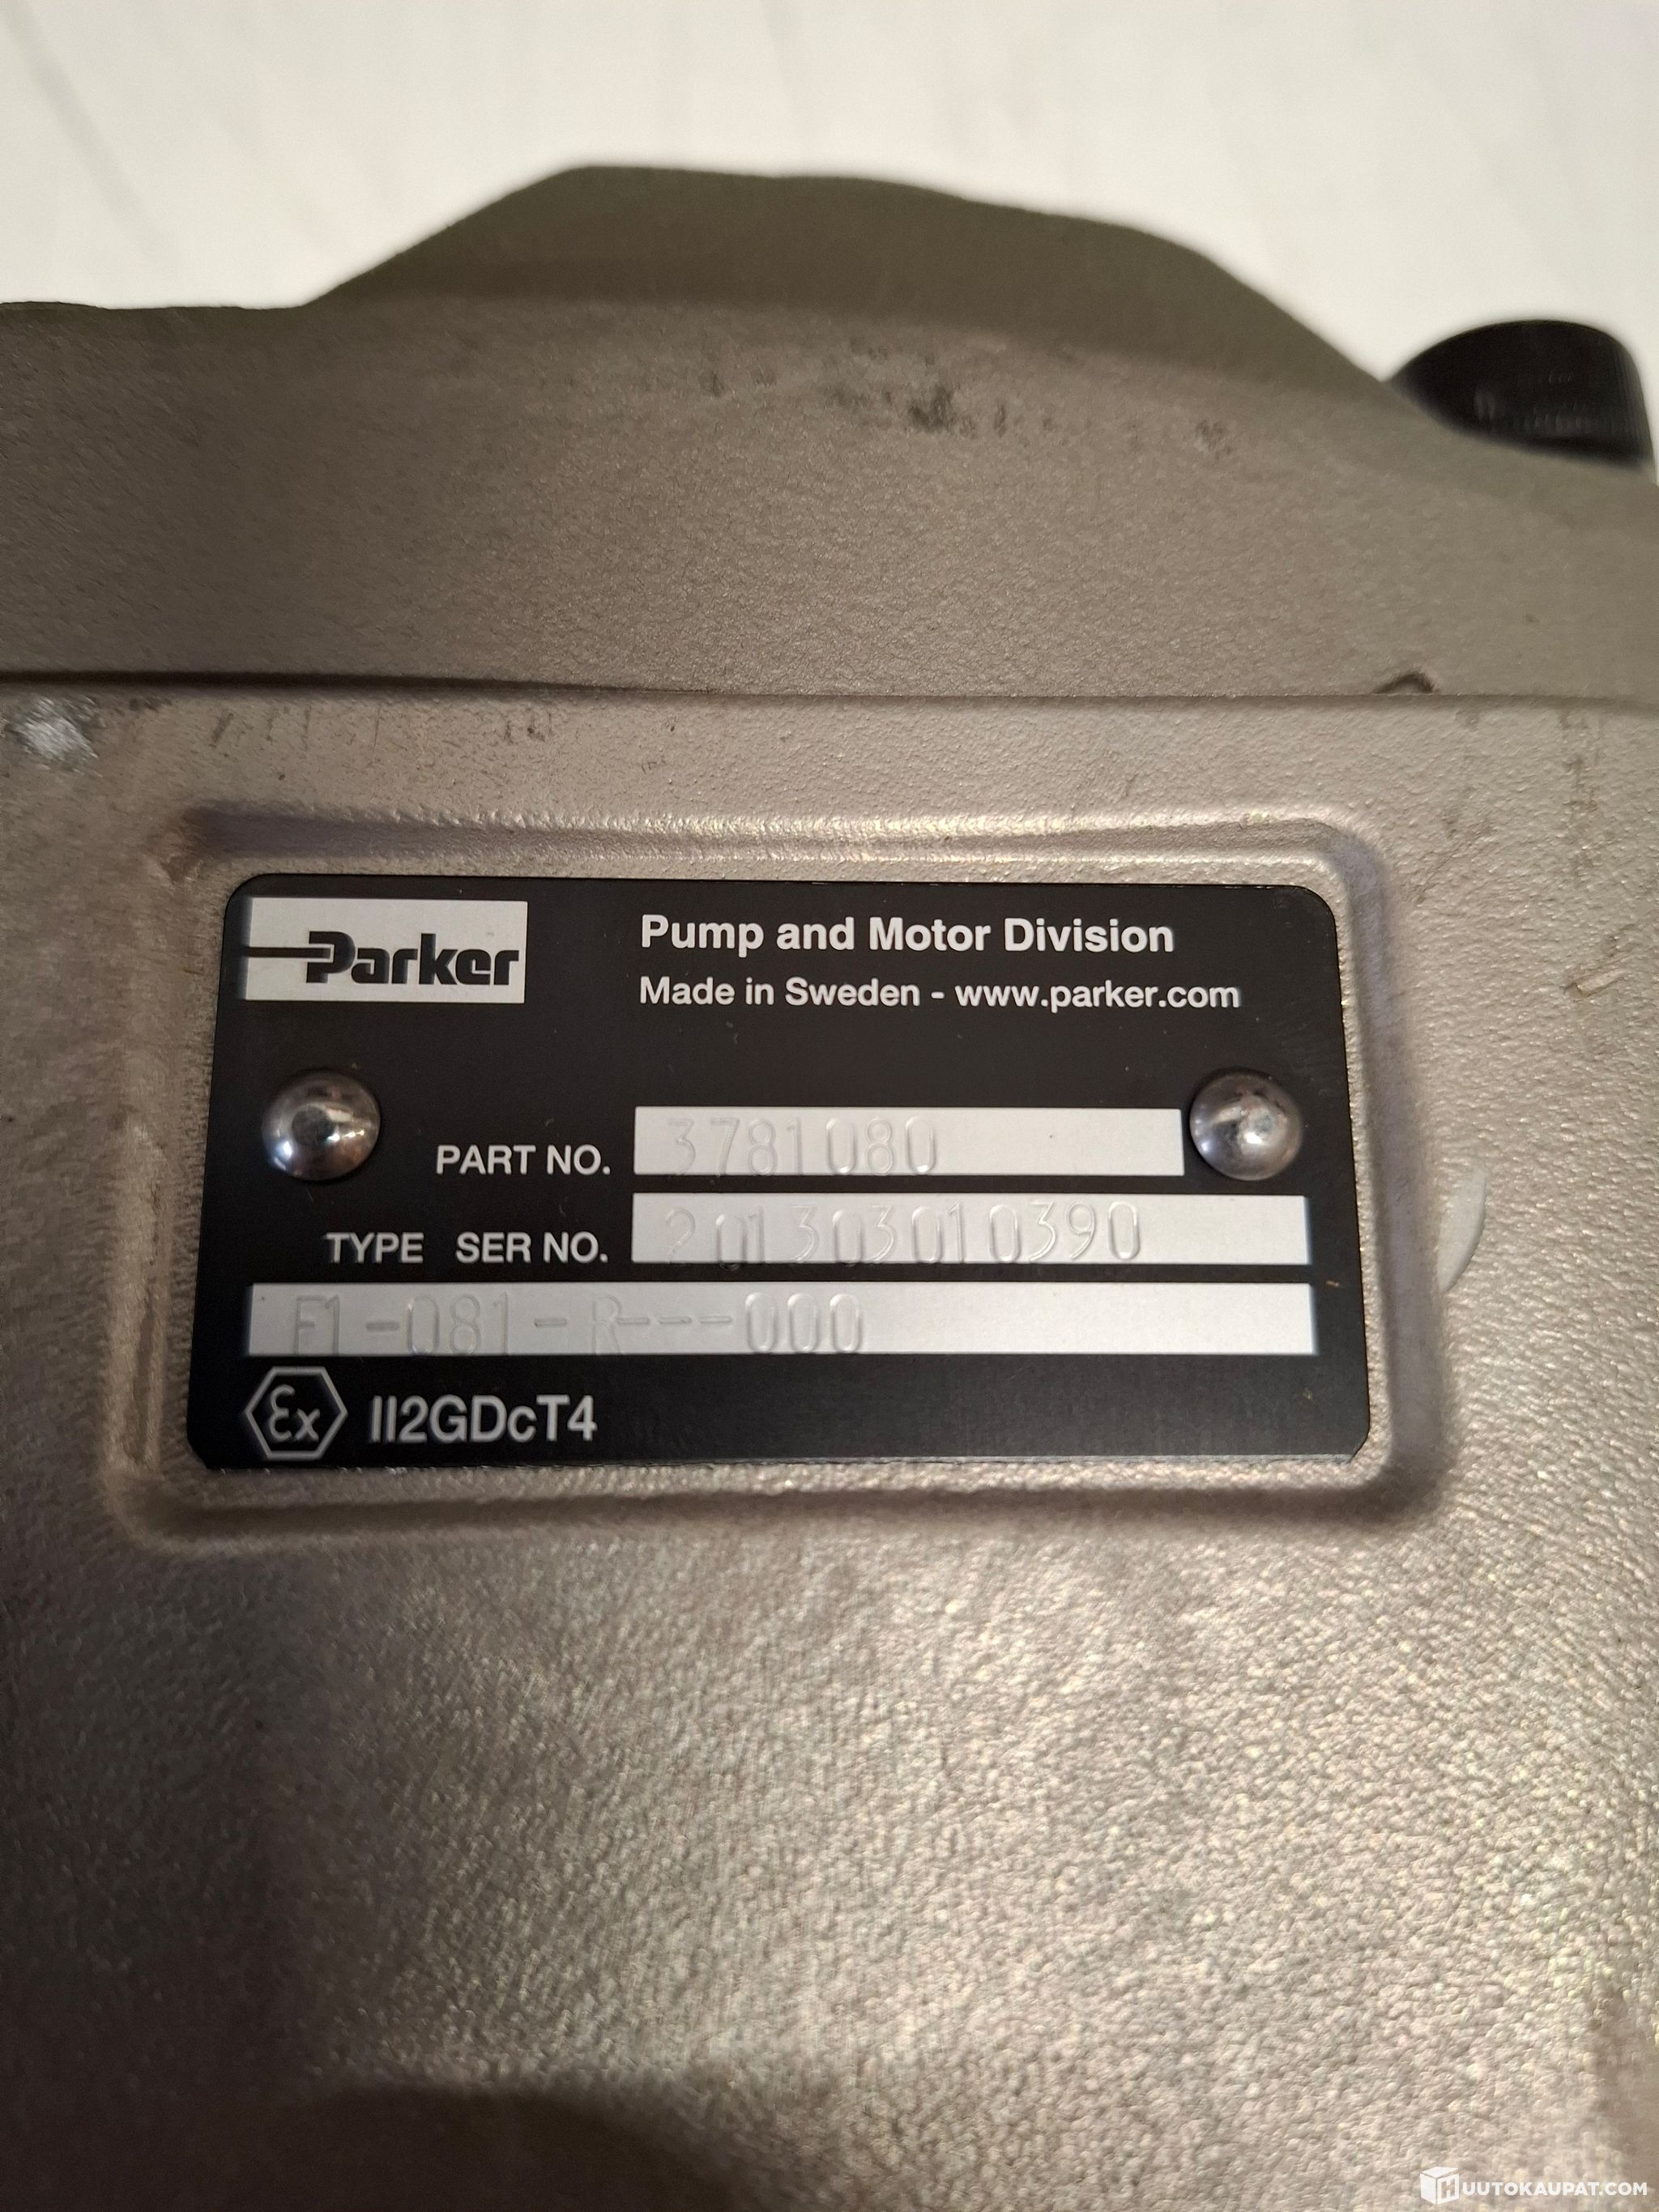 Parker
Pump and Motor Division
Made in Sweden - www.parker.com
PART NO. 3781080
TYPE SER NO. 201303010390
F1-081-R----000
Ex II2GDcT4
HUUTOKAUPAT.COM